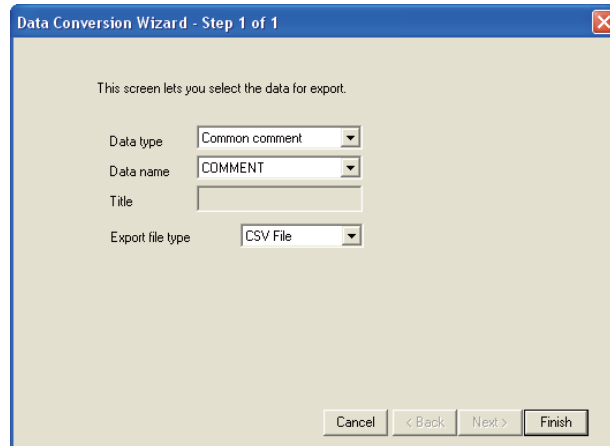 Data Conversion Wizard - Step 1 of 1
This screen lets you select the data for export.
Data type Common comment
Data name COMMENT
Title
Export file type CSV File
Cancel < Back Next > Finish